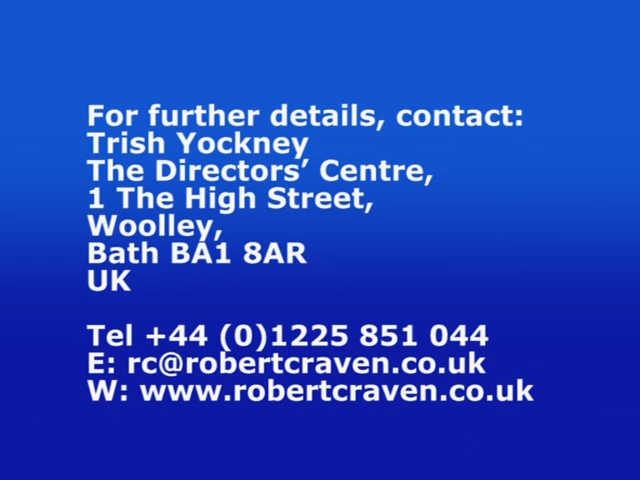 For further details, contact:
Trish Yockney
The Directors’ Centre,
1 The High Street,
Woolley,
Bath BA1 8AR
UK
Tel +44 (0)1225 851 044
E: rc@robertcraven.co.uk
W: www.robertcraven.co.uk